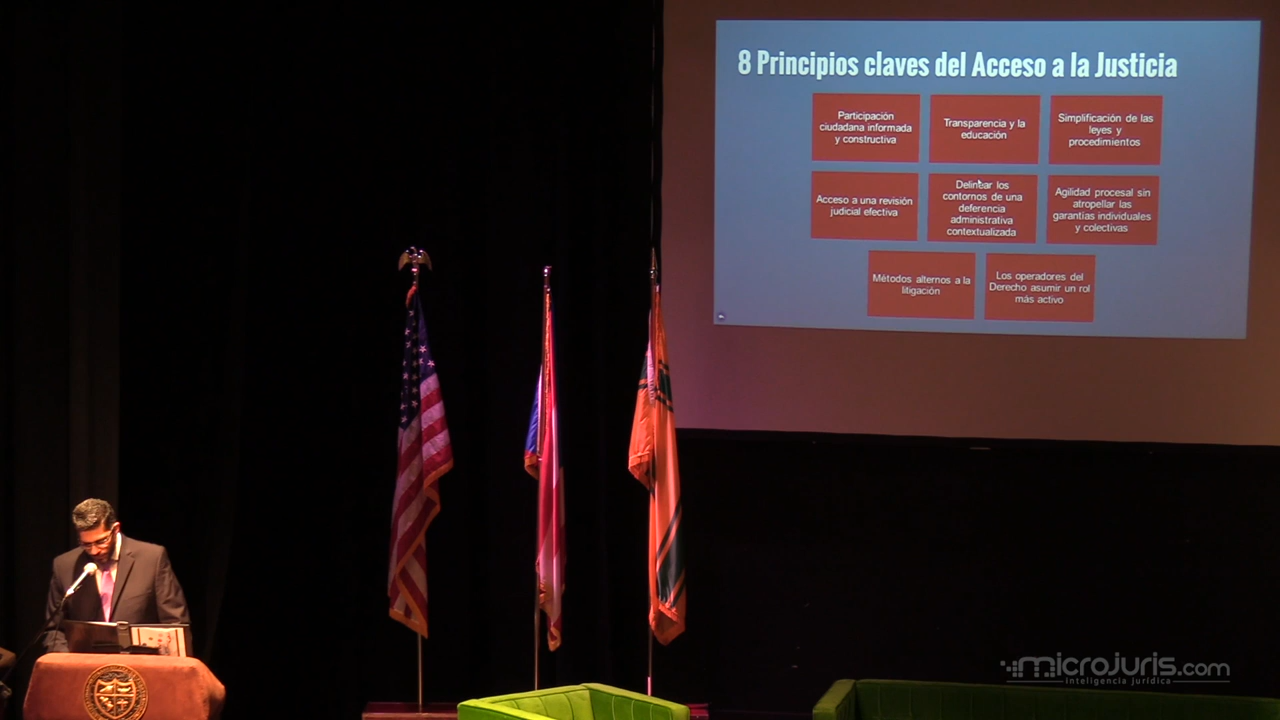 8 Principios claves del Acceso a la Justicia
Participación
ciudadana informada
y constructiva
Transparencia y la
educación
Simplificación de las
leyes y
procedimientos
Acceso a una revisión
judicial efectiva
Delinear los
contornos de una
deferencia
administrativa
contextualizada
Agilidad procesal sin
atropellar las
garantías individuales
y colectivas
Métodos alternos a la
litigación
Los operadores del
Derecho asumir un rol
más activo
microjuris.com
inteligencia jurídica